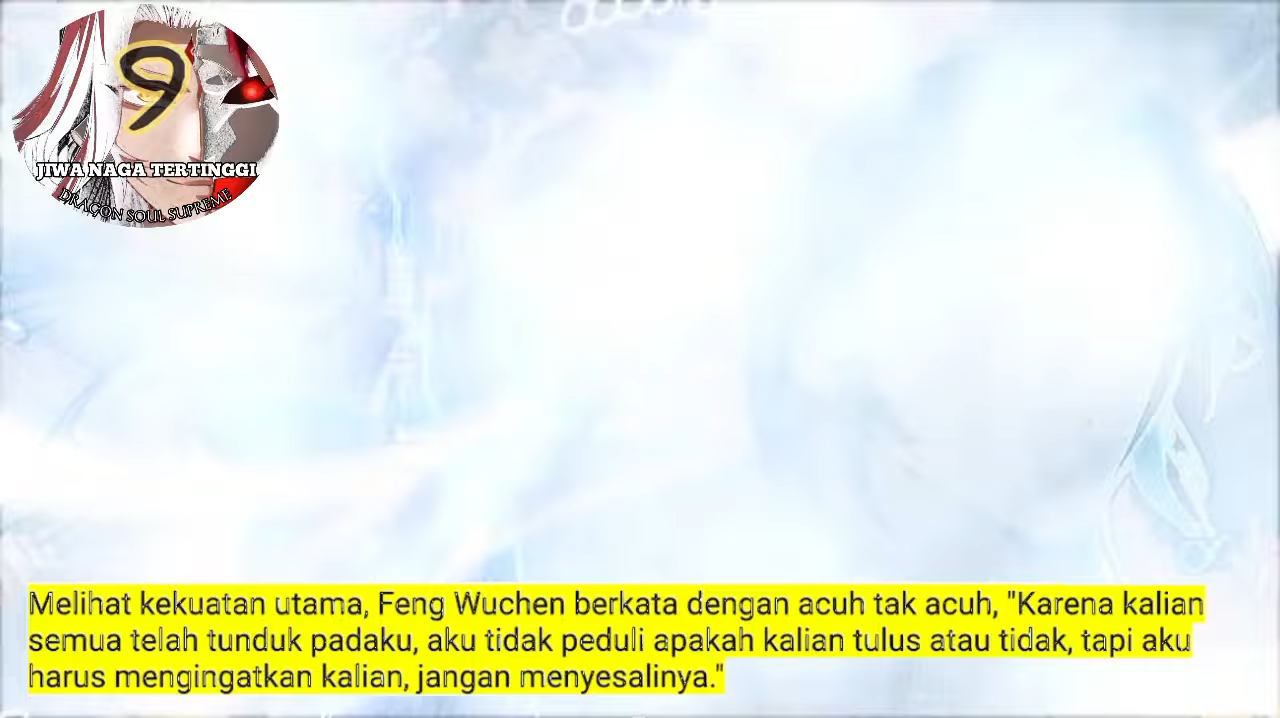 9
JIWA NAGA TERTINGGI
DRAGON SOUL SUPREME
Melihat kekuatan utama, Feng Wuchen berkata dengan acuh tak acuh, "Karena kalian
semua telah tunduk padaku, aku tidak peduli apakah kalian tulus atau tidak, tapi aku
harus mengingatkan kalian, jangan menyesalinya."